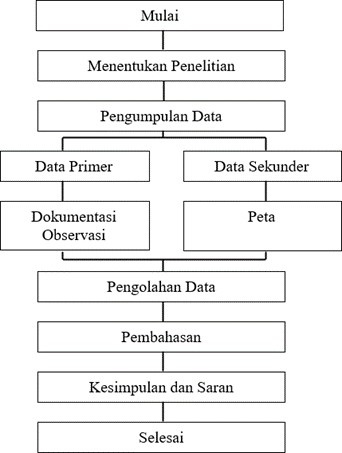 Mulai
Menentukan Penelitian
Pengumpulan Data
Data Primer
Data Sekunder
Dokumentasi
Observasi
Peta
Pengolahan Data
Pembahasan
Kesimpulan dan Saran
Selesai